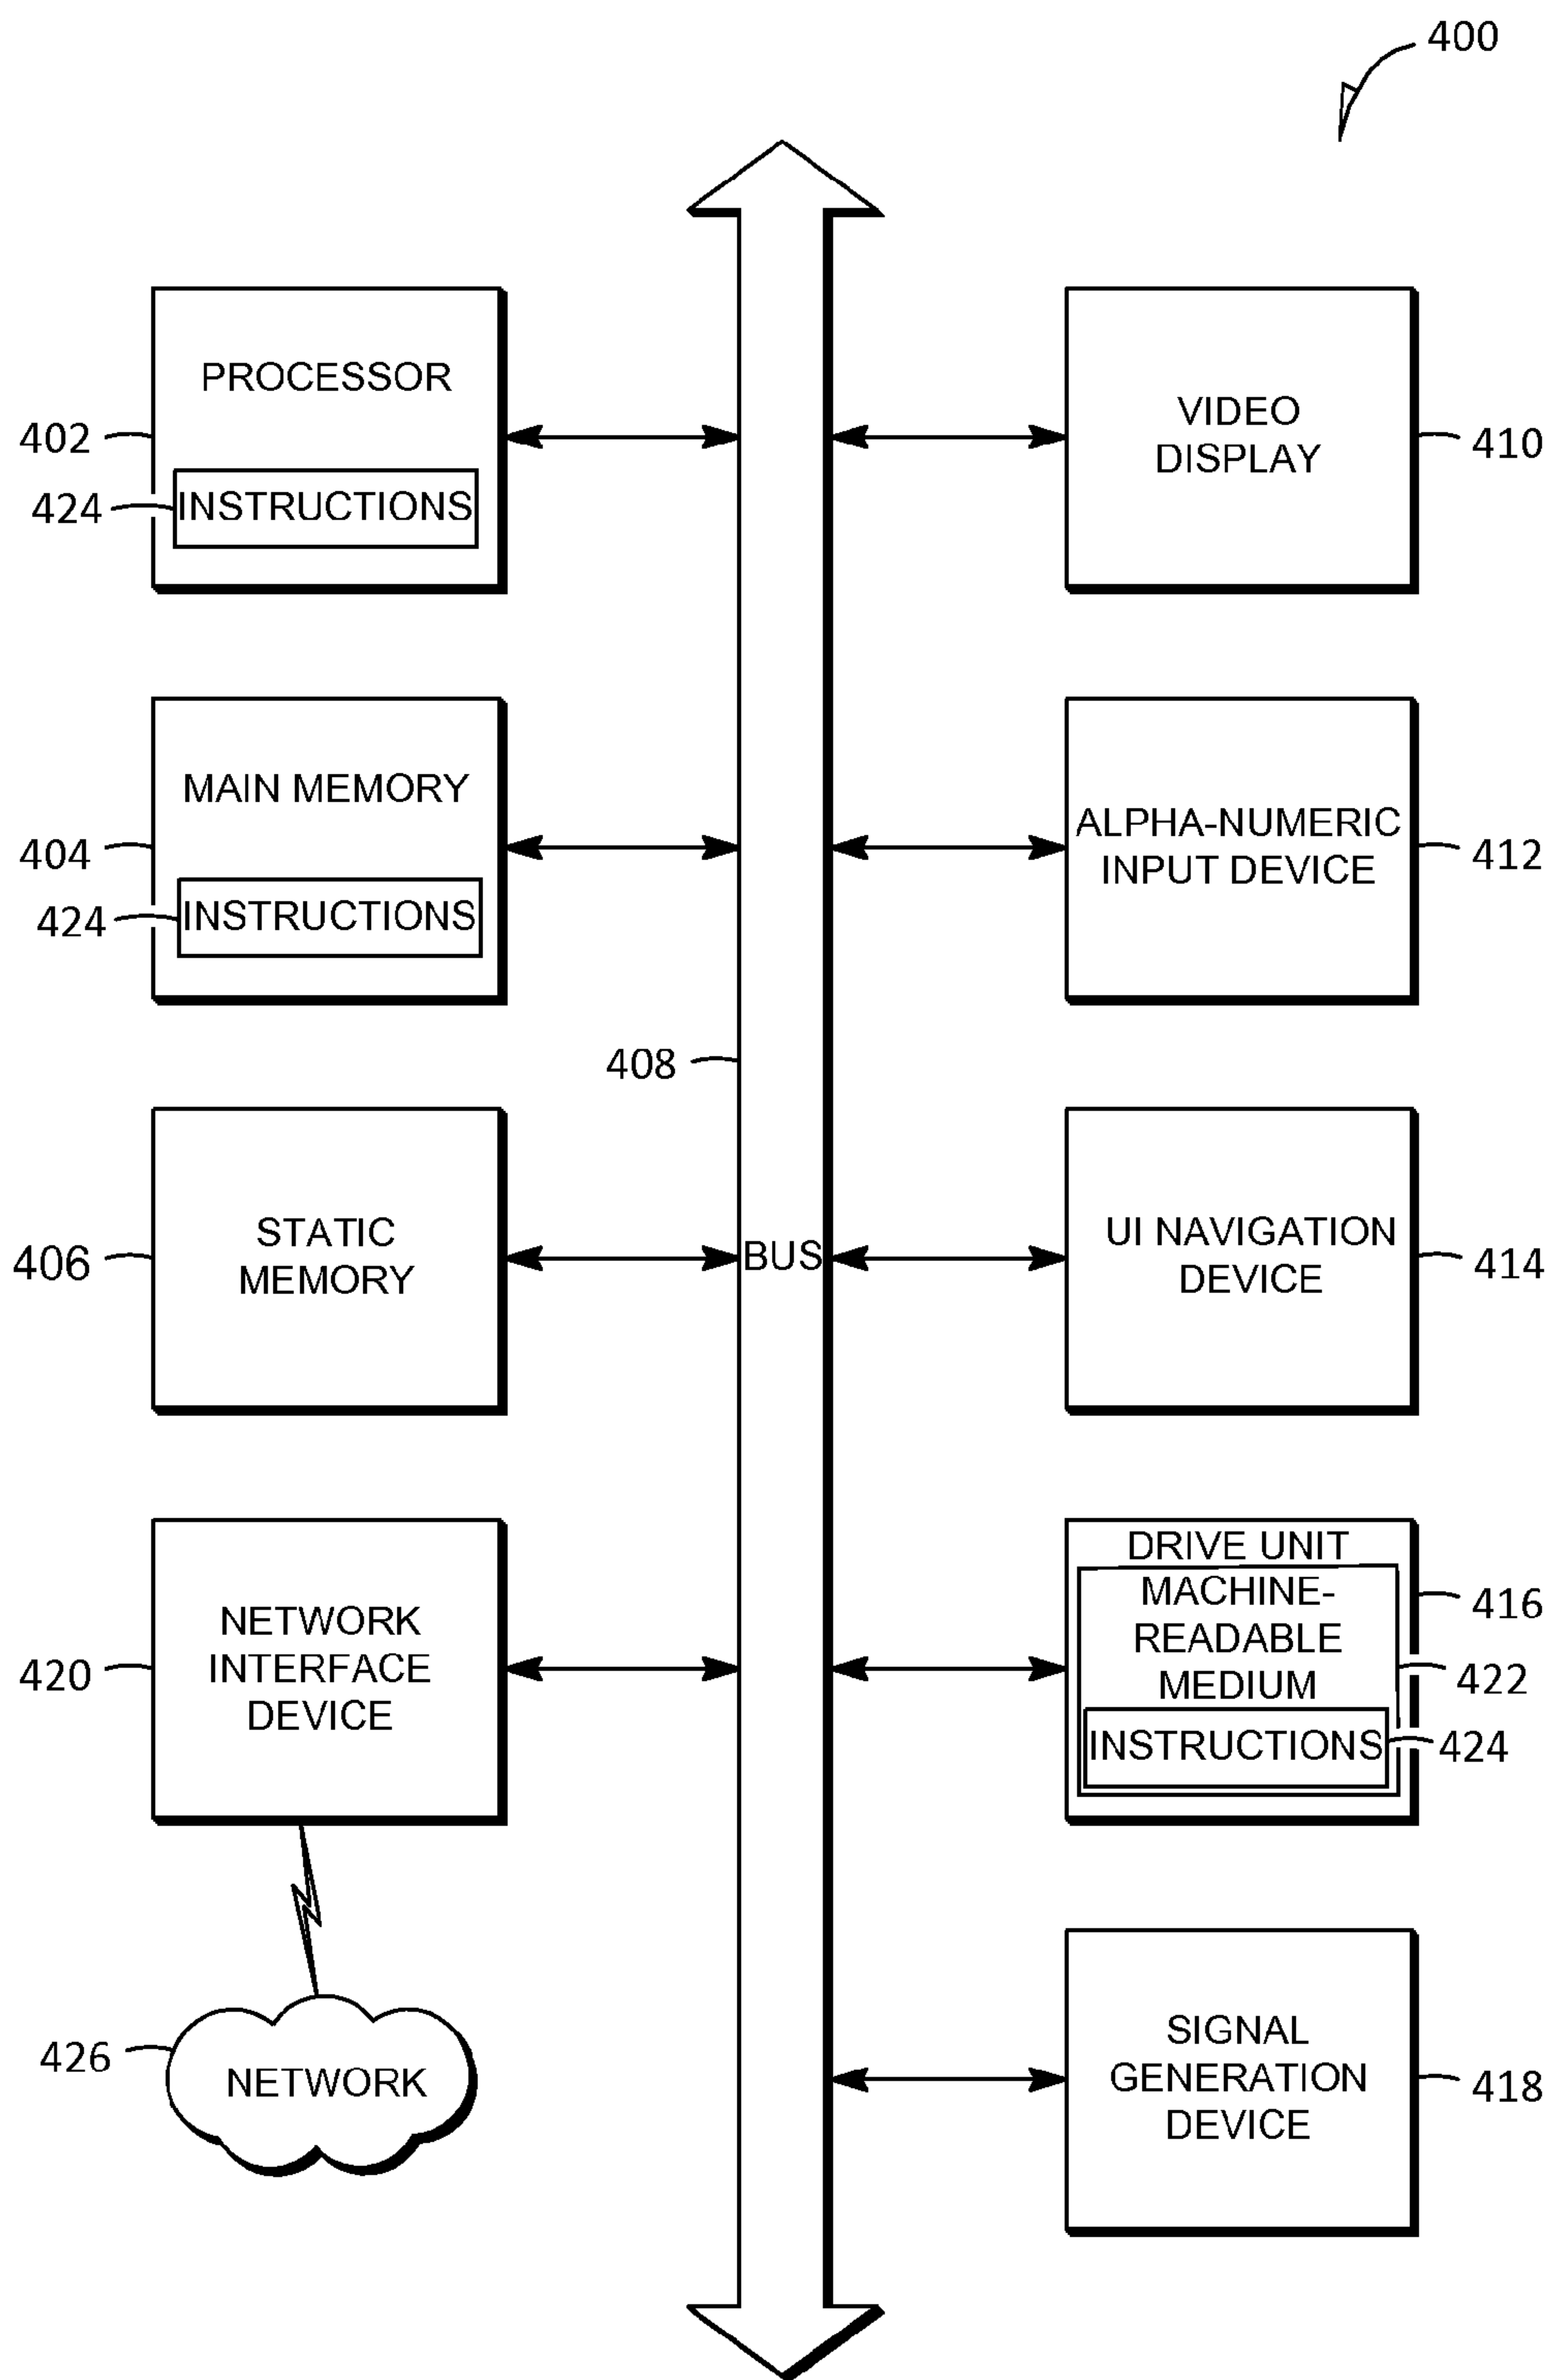 400
PROCESSOR
402
424
INSTRUCTIONS
VIDEO
DISPLAY
410
MAIN MEMORY
404
424
INSTRUCTIONS
ALPHA-NUMERIC
INPUT DEVICE
412
408
STATIC
MEMORY
406
BUS
UI NAVIGATION
DEVICE
414
NETWORK
INTERFACE
DEVICE
420
DRIVE UNIT
MACHINE-
READABLE
MEDIUM
INSTRUCTIONS
416
422
424
426
NETWORK
SIGNAL
GENERATION
DEVICE
418